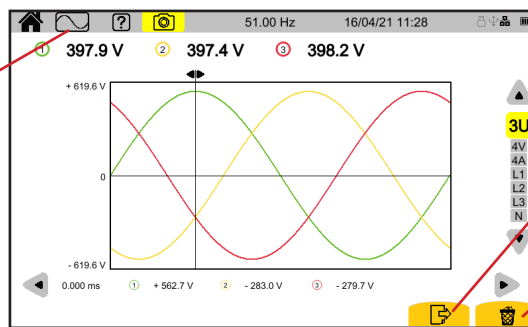 ? 51.00 Hz 16/04/21 11:28
1 397.9 V 2 397.4 V 3 398.2 V
+ 619.6 V
0
- 619.6 V
3U
4V
4A
L1
L2
L3
N
0.000 ms 1 + 562.7 V 2 - 283.0 V 3 - 279.7 V